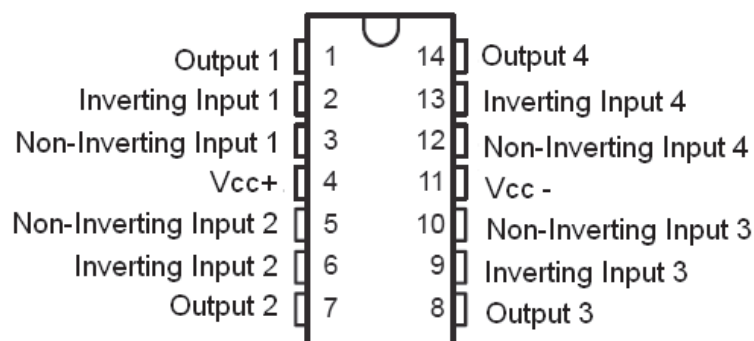 Output 1 1 14 Output 4
Inverting Input 1 2 13 Inverting Input 4
Non-Inverting Input 1 3 12 Non-Inverting Input 4
Vcc+ 4 11 Vcc -
Non-Inverting Input 2 5 10 Non-Inverting Input 3
Inverting Input 2 6 9 Inverting Input 3
Output 2 7 8 Output 3